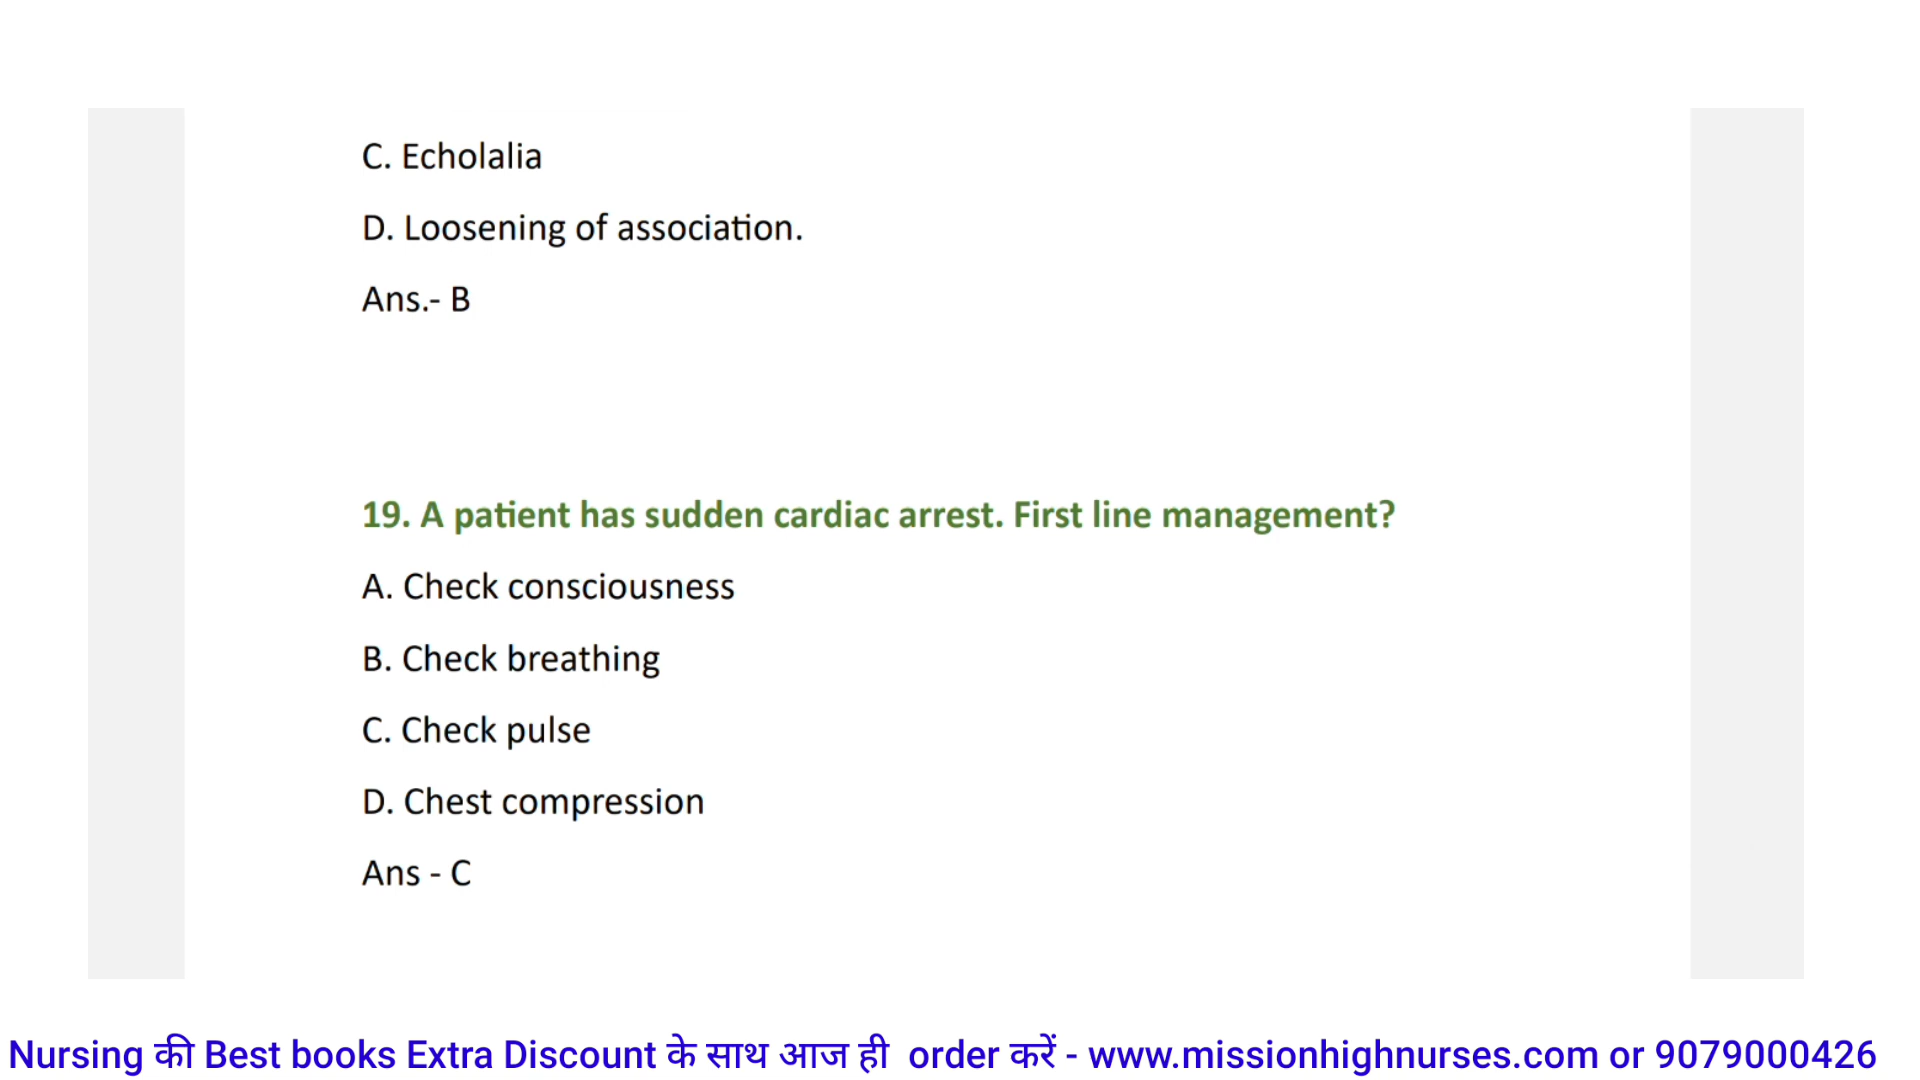 C. Echolalia
D. Loosening of association.
Ans.- B
19. A patient has sudden cardiac arrest. First line management?
A. Check consciousness
B. Check breathing
C. Check pulse
D. Chest compression
Ans - C
Nursing की Best books Extra Discount के साथ आज ही  order करें - www.missionhighnurses.com or 9079000426